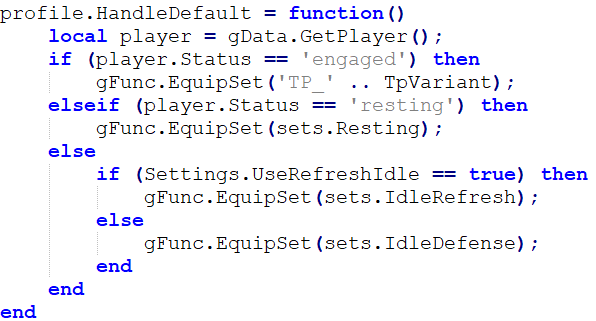 profile.HandleDefault = function()
    local player = gData.GetPlayer();
    if (player.Status == 'engaged') then
        gFunc.EquipSet('TP_' .. TpVariant);
    elseif (player.Status == 'resting') then
        gFunc.EquipSet(sets.Resting);
    else
        if (Settings.UseRefreshIdle == true) then
            gFunc.EquipSet(sets.IdleRefresh);
        else
            gFunc.EquipSet(sets.IdleDefense);
        end
    end
end